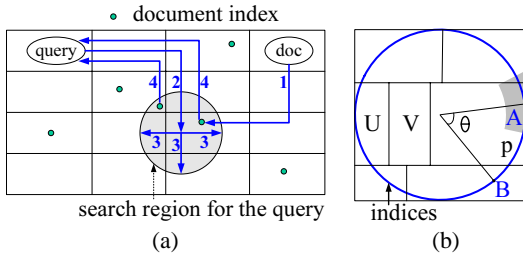 document index
query
doc
4 2 4 1
3 3 3
search region for the query
(a)
U V θ A
p
B
indices
(b)